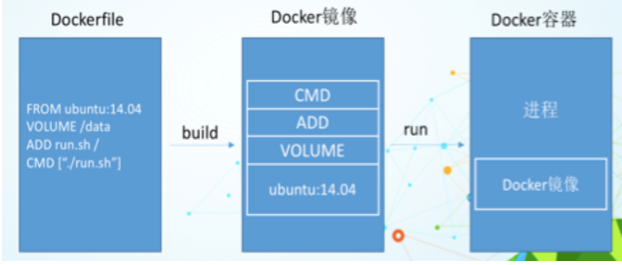 Dockerfile
FROM ubuntu:14.04
VOLUME /data
ADD run.sh /
CMD [“./run.sh”]
build
Docker镜像
CMD
ADD
VOLUME
ubuntu:14.04
run
Docker容器
进程
Docker镜像